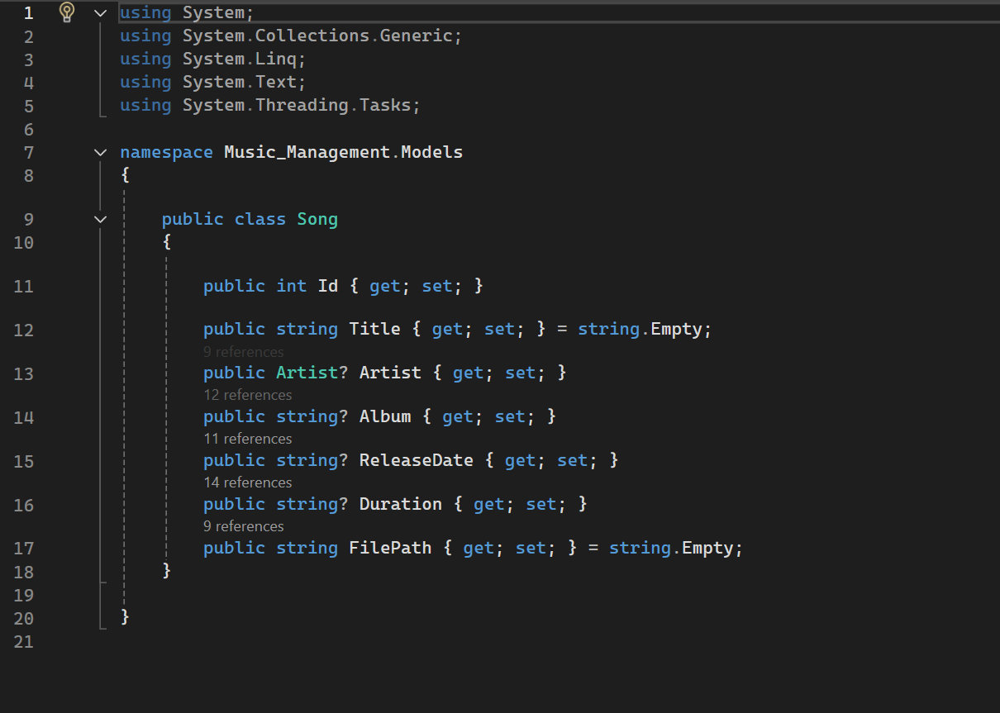 1 using System;
2 using System.Collections.Generic;
3 using System.Linq;
4 using System.Text;
5 using System.Threading.Tasks;
6
7 namespace Music_Management.Models
8 {
9 public class Song
10 {
11 public int Id { get; set; }
12 public string Title { get; set; } = string.Empty;
9 references
13 public Artist? Artist { get; set; }
12 references
14 public string? Album { get; set; }
11 references
15 public string? ReleaseDate { get; set; }
14 references
16 public string? Duration { get; set; }
9 references
17 public string FilePath { get; set; } = string.Empty;
18 }
19
20 }
21